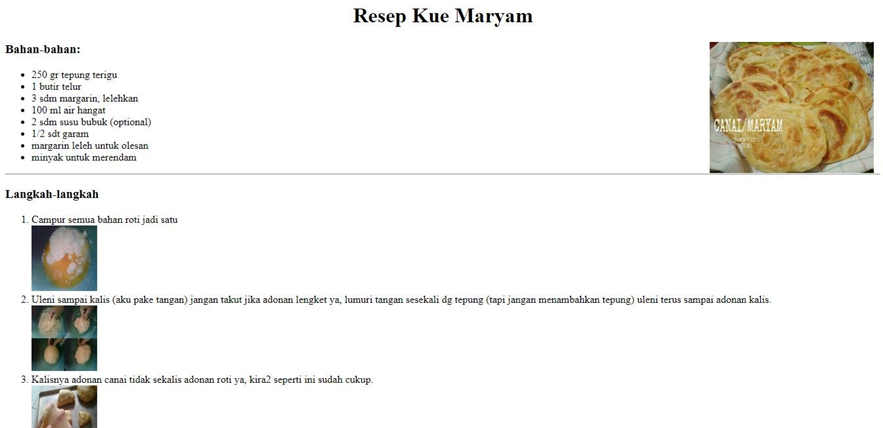 Resep Kue Maryam
Bahan-bahan:
250 gr tepung terigu
1 butir telur
3 sdm margarin, lelehkan
100 ml air hangat
2 sdm susu bubuk (optional)
1/2 sdt garam
margarin leleh untuk olesan
minyak untuk merendam
CANAI/MARYAM
Langkah-langkah
1. Campur semua bahan roti jadi satu
2. Uleni sampai kalis (aku pake tangan) jangan takut jika adonan lengket ya, lumuri tangan sesekali dg tepung (tapi jangan menambahkan tepung) uleni terus sampai adonan kalis.
3. Kalisnya adonan canai tidak sekalis adonan roti ya, kira2 seperti ini sudah cukup.